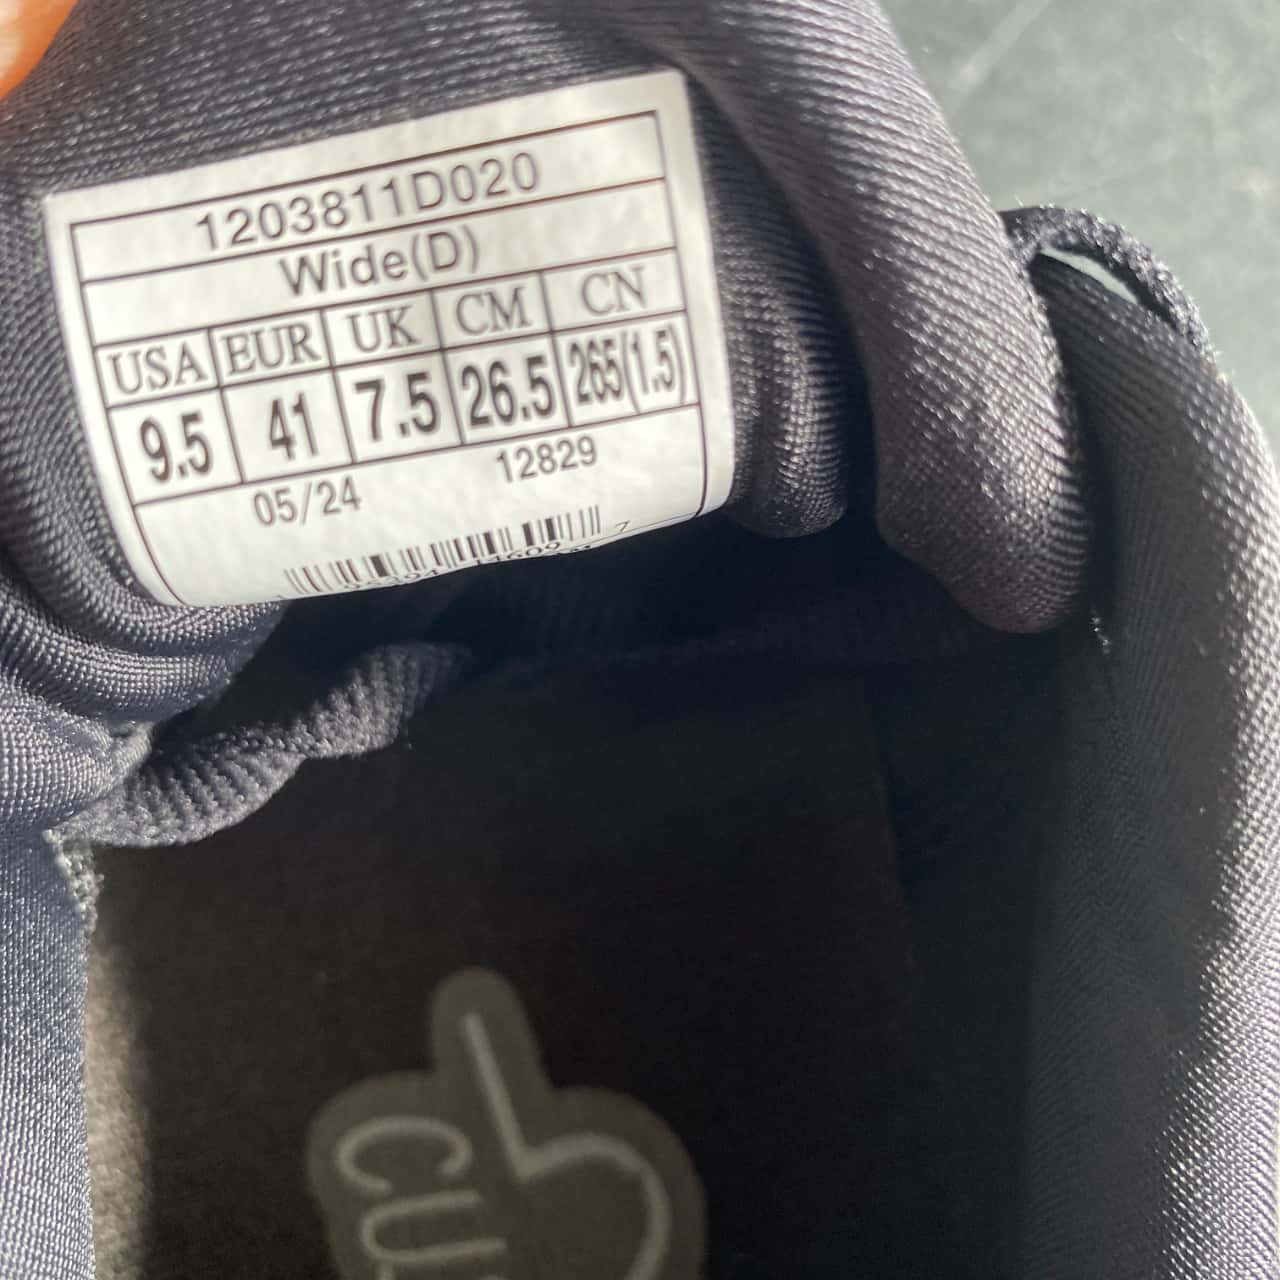 1203811D020
Wide(D)
USA EUR UK CM CN
9.5 41 7.5 26.5 265(1.5)
05/24 12829
7
CU